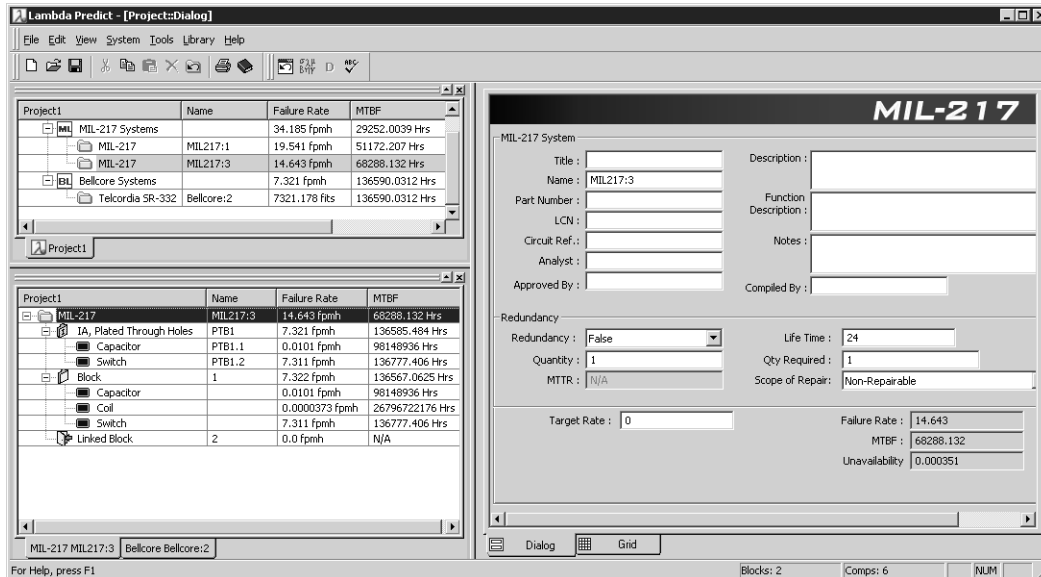 Lambda Predict - [Project::Dialog]
File Edit View System Tools Library Help
Project1 Name Failure Rate MTBF
ML MIL-217 Systems 34.185 fpmh 29252.0039 Hrs
MIL-217 MIL217:1 19.541 fpmh 51172.207 Hrs
MIL-217 MIL217:3 14.643 fpmh 68288.132 Hrs
BL Bellcore Systems 7.321 fpmh 136590.0312 Hrs
Telcordia SR-332 Bellcore:2 7321.178 fits 136590.0312 Hrs
Project1
Project1 Name Failure Rate MTBF
MIL-217 MIL217:3 14.643 fpmh 68288.132 Hrs
IA, Plated Through Holes PTB1 7.321 fpmh 136585.484 Hrs
Capacitor PTB1.1 0.0101 fpmh 98148936 Hrs
Switch PTB1.2 7.311 fpmh 136777.406 Hrs
Block 1 7.322 fpmh 136567.0625 Hrs
Capacitor 0.0101 fpmh 98148936 Hrs
Coil 0.0000373 fpmh 26796722176 Hrs
Switch 7.311 fpmh 136777.406 Hrs
Linked Block 2 0.0 fpmh N/A
MIL-217 MIL217:3 Bellcore Bellcore:2
MIL-217
MIL-217 System
Title :
Name : MIL217:3
Part Number :
LCN :
Circuit Ref.:
Analyst :
Approved By :
Description :
Function
Description :
Notes :
Compiled By :
Redundancy
Redundancy : False
Quantity : 1
MTTR : N/A
Life Time : 24
Qty Required : 1
Scope of Repair: Non-Repairable
Target Rate : 0
Failure Rate : 14.643
MTBF : 68288.132
Unavailability 0.000351
Dialog Grid
For Help, press F1 Blocks: 2 Comps: 6 NUM